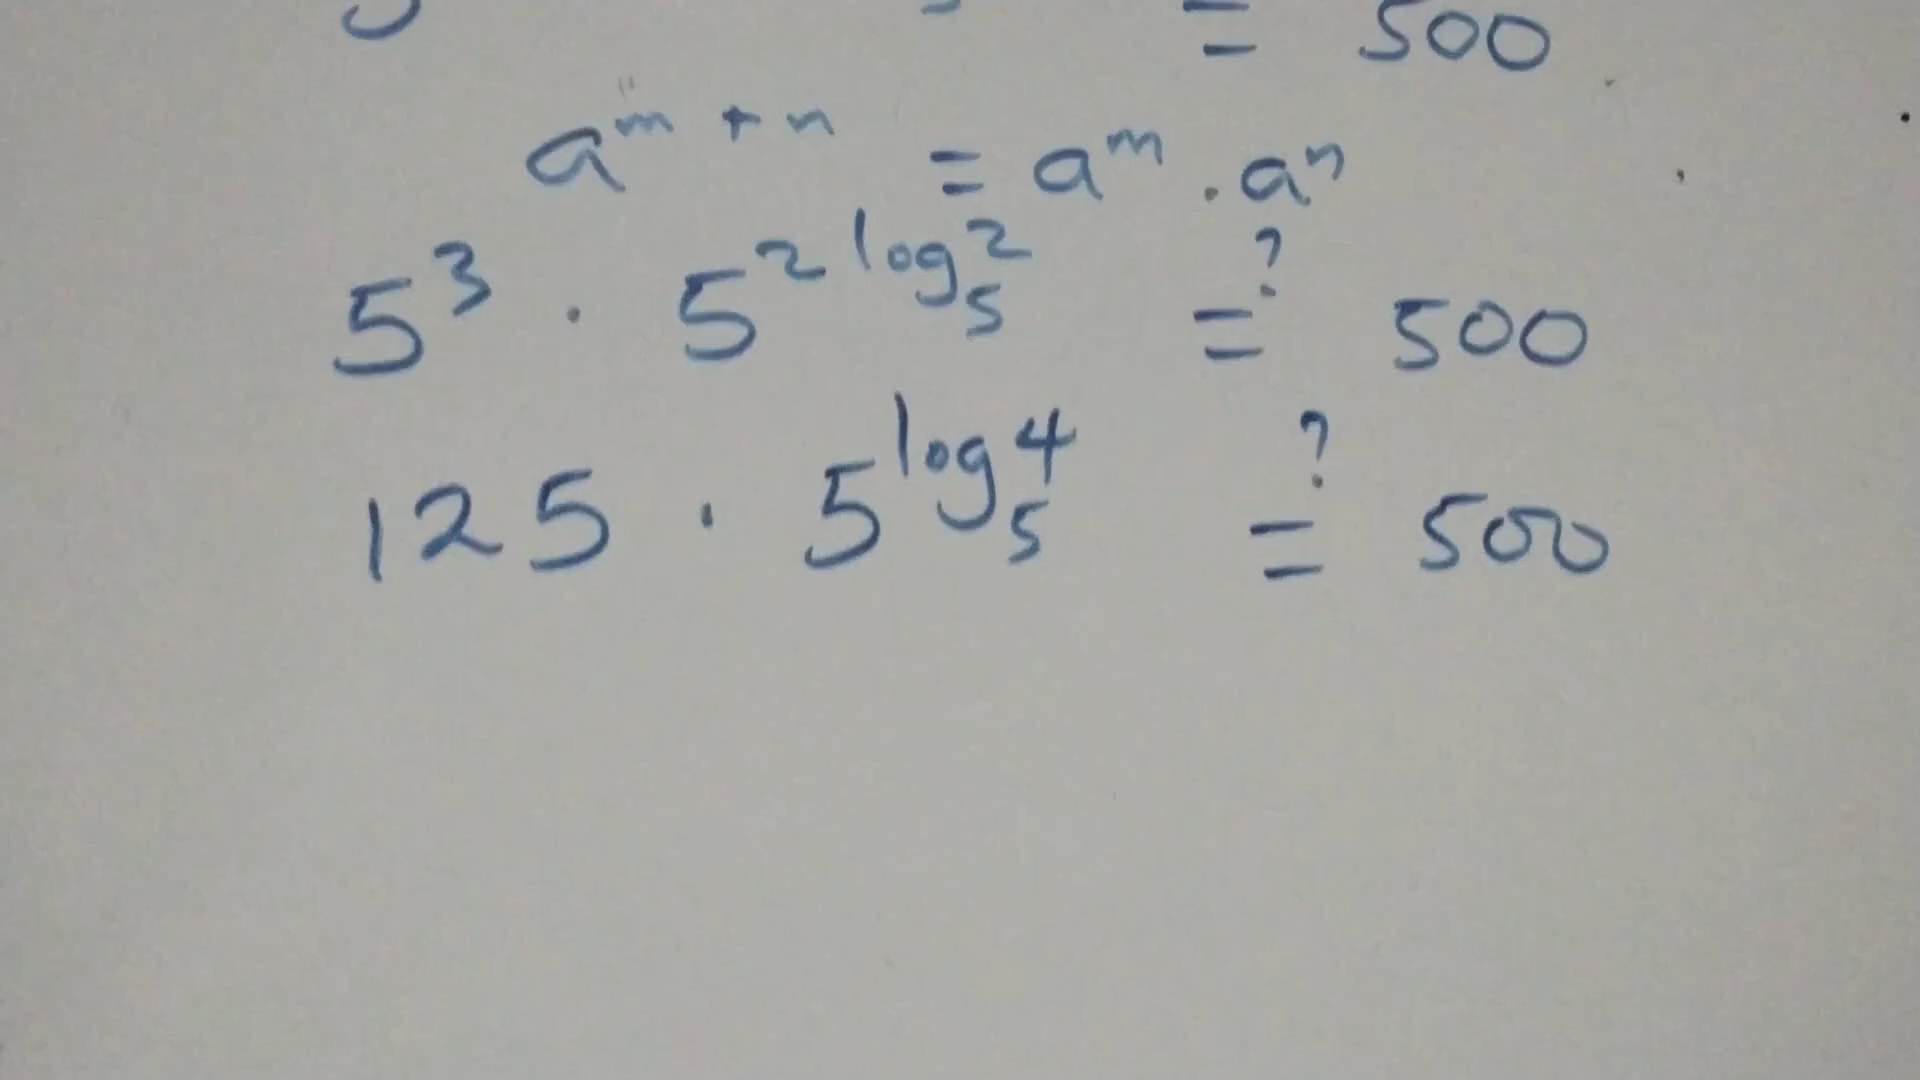 = 500
a^{m+n} = a^m . a^n
5^3 . 5^{2 log_5 2} =? 500
125 . 5^{log_5 4} =? 500